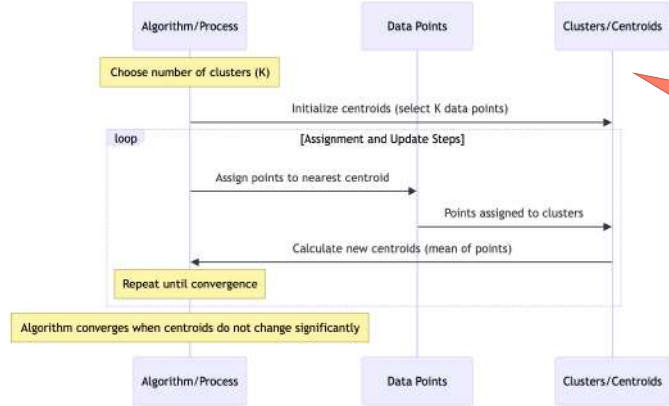 Algorithm/Process Data Points Clusters/Centroids
Choose number of clusters (K)
Initialize centroids (select K data points)
loop [Assignment and Update Steps]
Assign points to nearest centroid
Points assigned to clusters
Calculate new centroids (mean of points)
Repeat until convergence
Algorithm converges when centroids do not change significantly
Algorithm/Process Data Points Clusters/Centroids